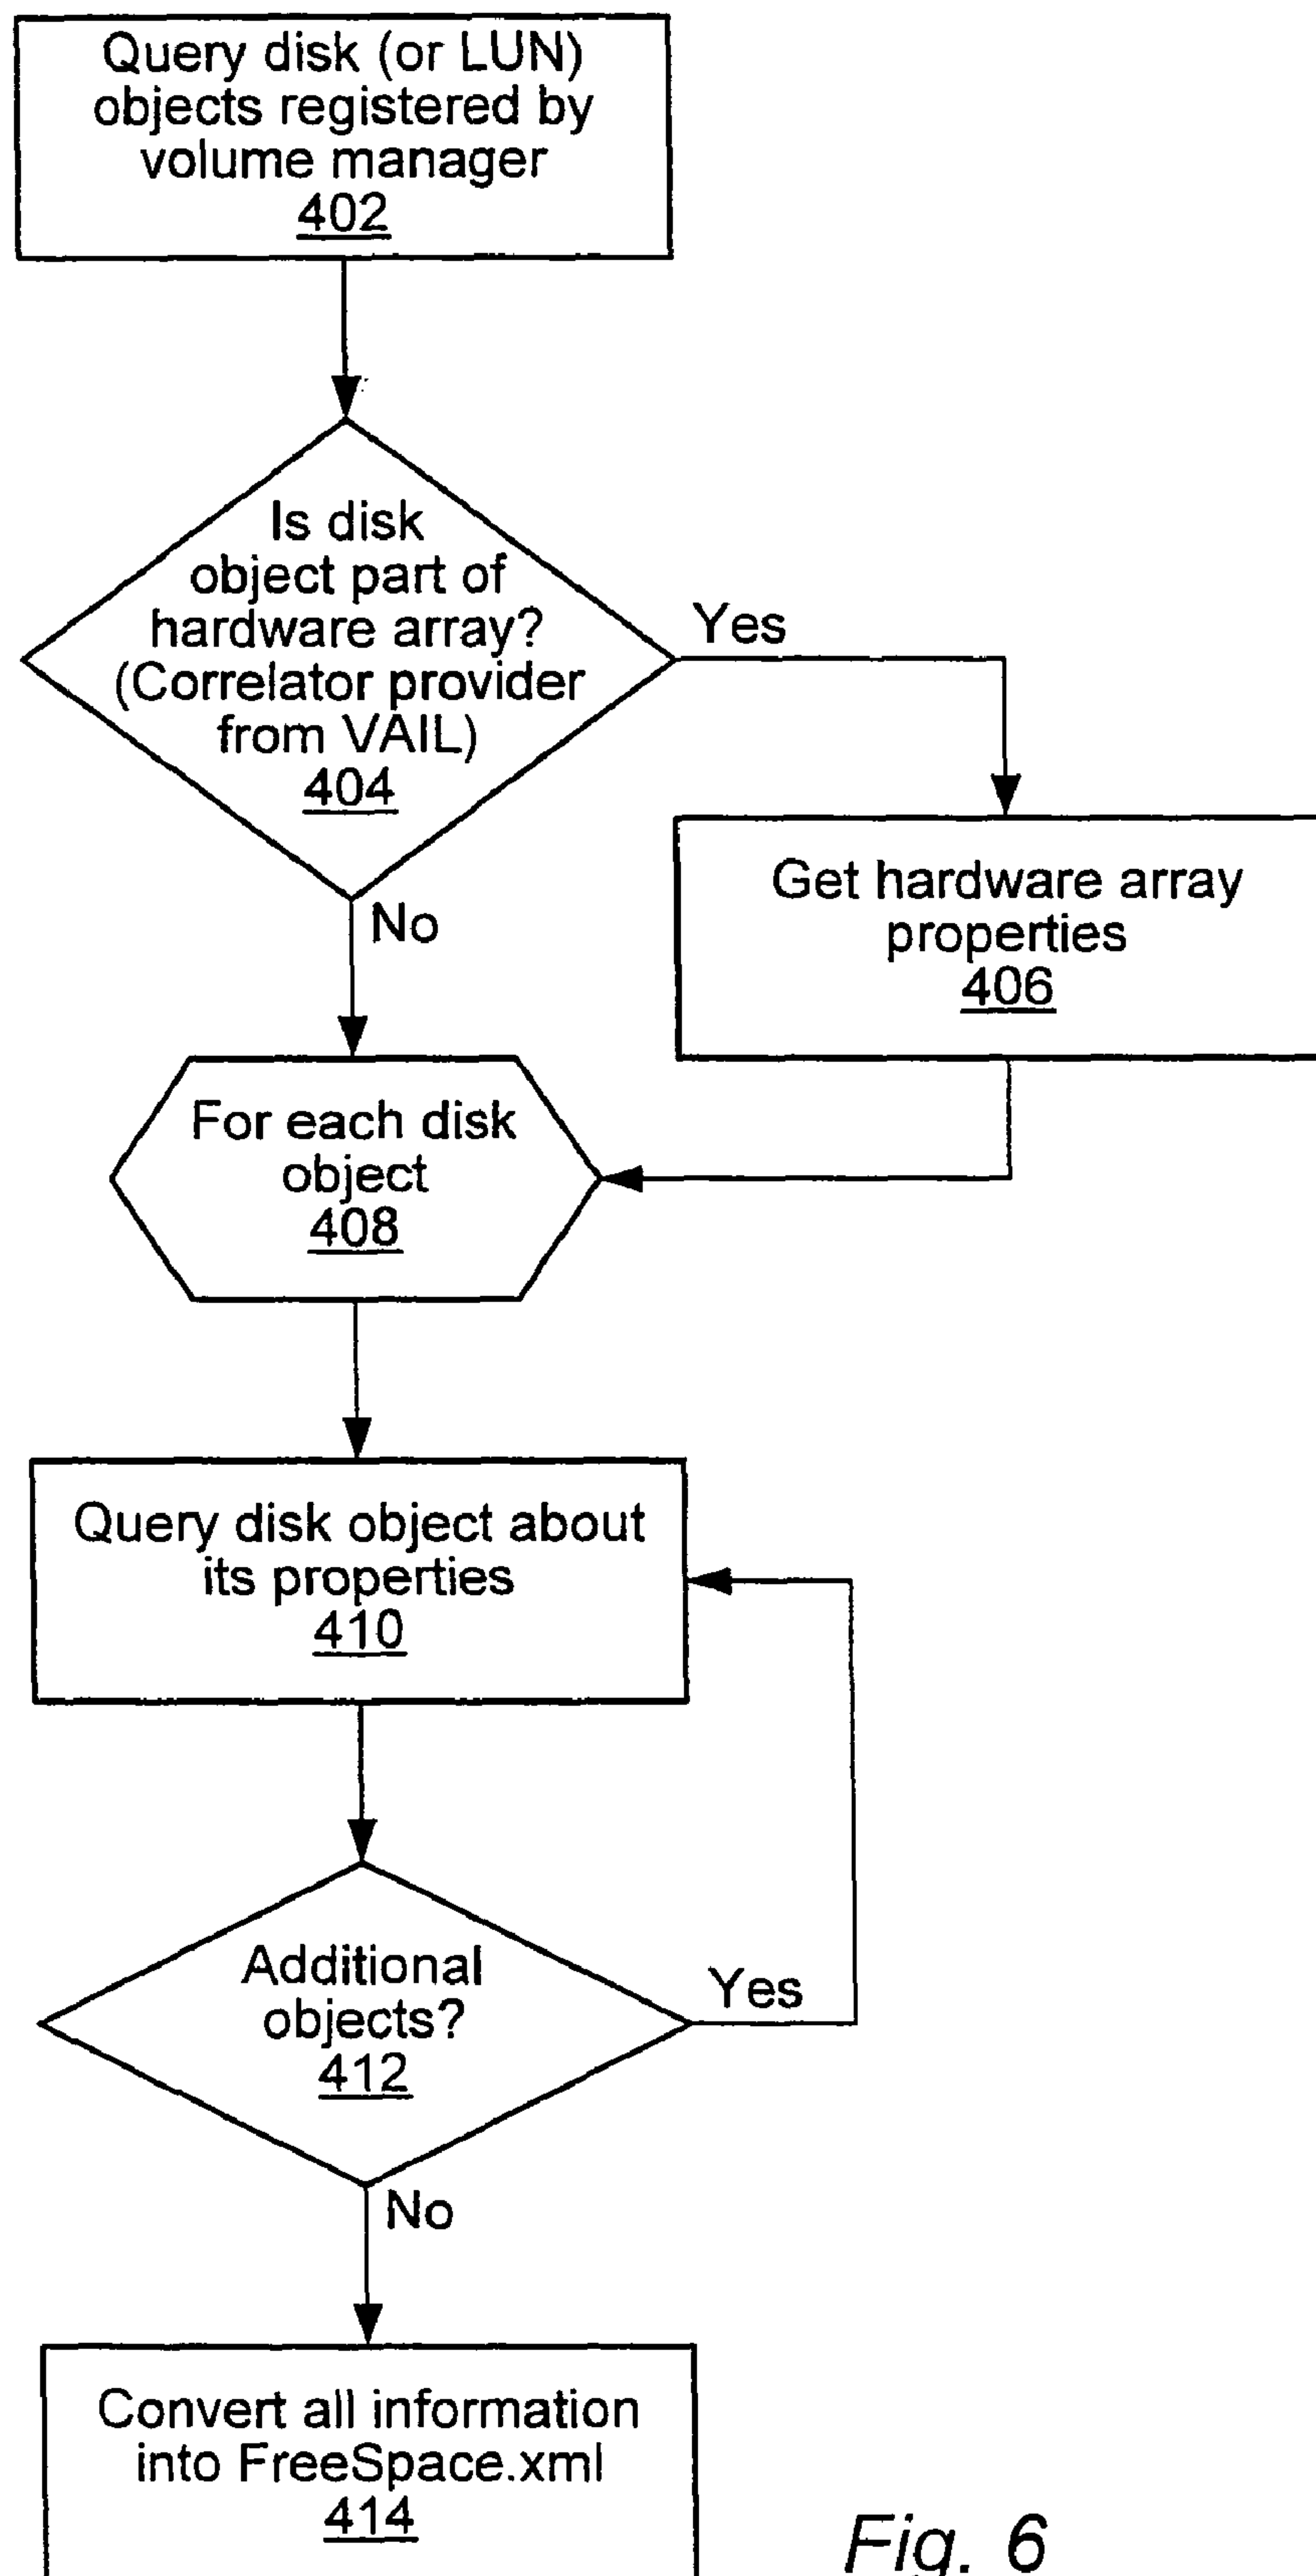 Query disk (or LUN)
objects registered by
volume manager
402
Is disk
object part of
hardware array?
(Correlator provider
from VAIL)
404
Yes
No
Get hardware array
properties
406
For each disk
object
408
Query disk object about
its properties
410
Additional
objects?
412
Yes
No
Convert all information
into FreeSpace.xml
414
Fig. 6